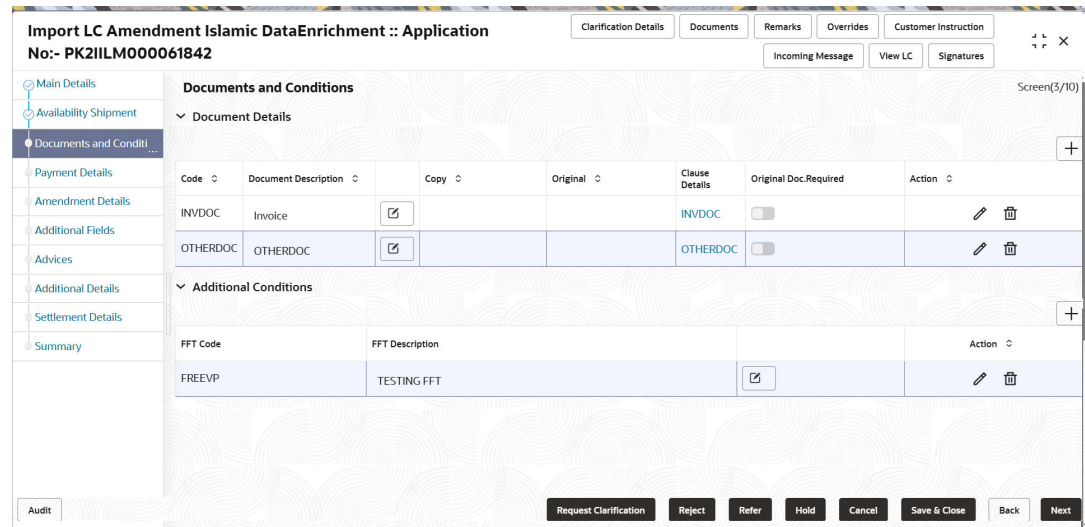 Import LC Amendment Islamic DataEnrichment :: Application No:- PK2IILM000061842
Clarification Details
Documents
Remarks
Overrides
Customer Instruction
Incoming Message
View LC
Signatures
Main Details
Availability Shipment
Documents and Conditi...
Payment Details
Amendment Details
Additional Fields
Advices
Additional Details
Settlement Details
Summary
Documents and Conditions
Screen(3/10)
Document Details
Code Document Description Copy Original Clause Details Original Doc.Required Action
INVDOC Invoice INVDOC
OTHERDOC OTHERDOC OTHERDOC
Additional Conditions
FFT Code FFT Description Action
FREEVP TESTING FFT
Audit
Request Clarification
Reject
Refer
Hold
Cancel
Save & Close
Back
Next